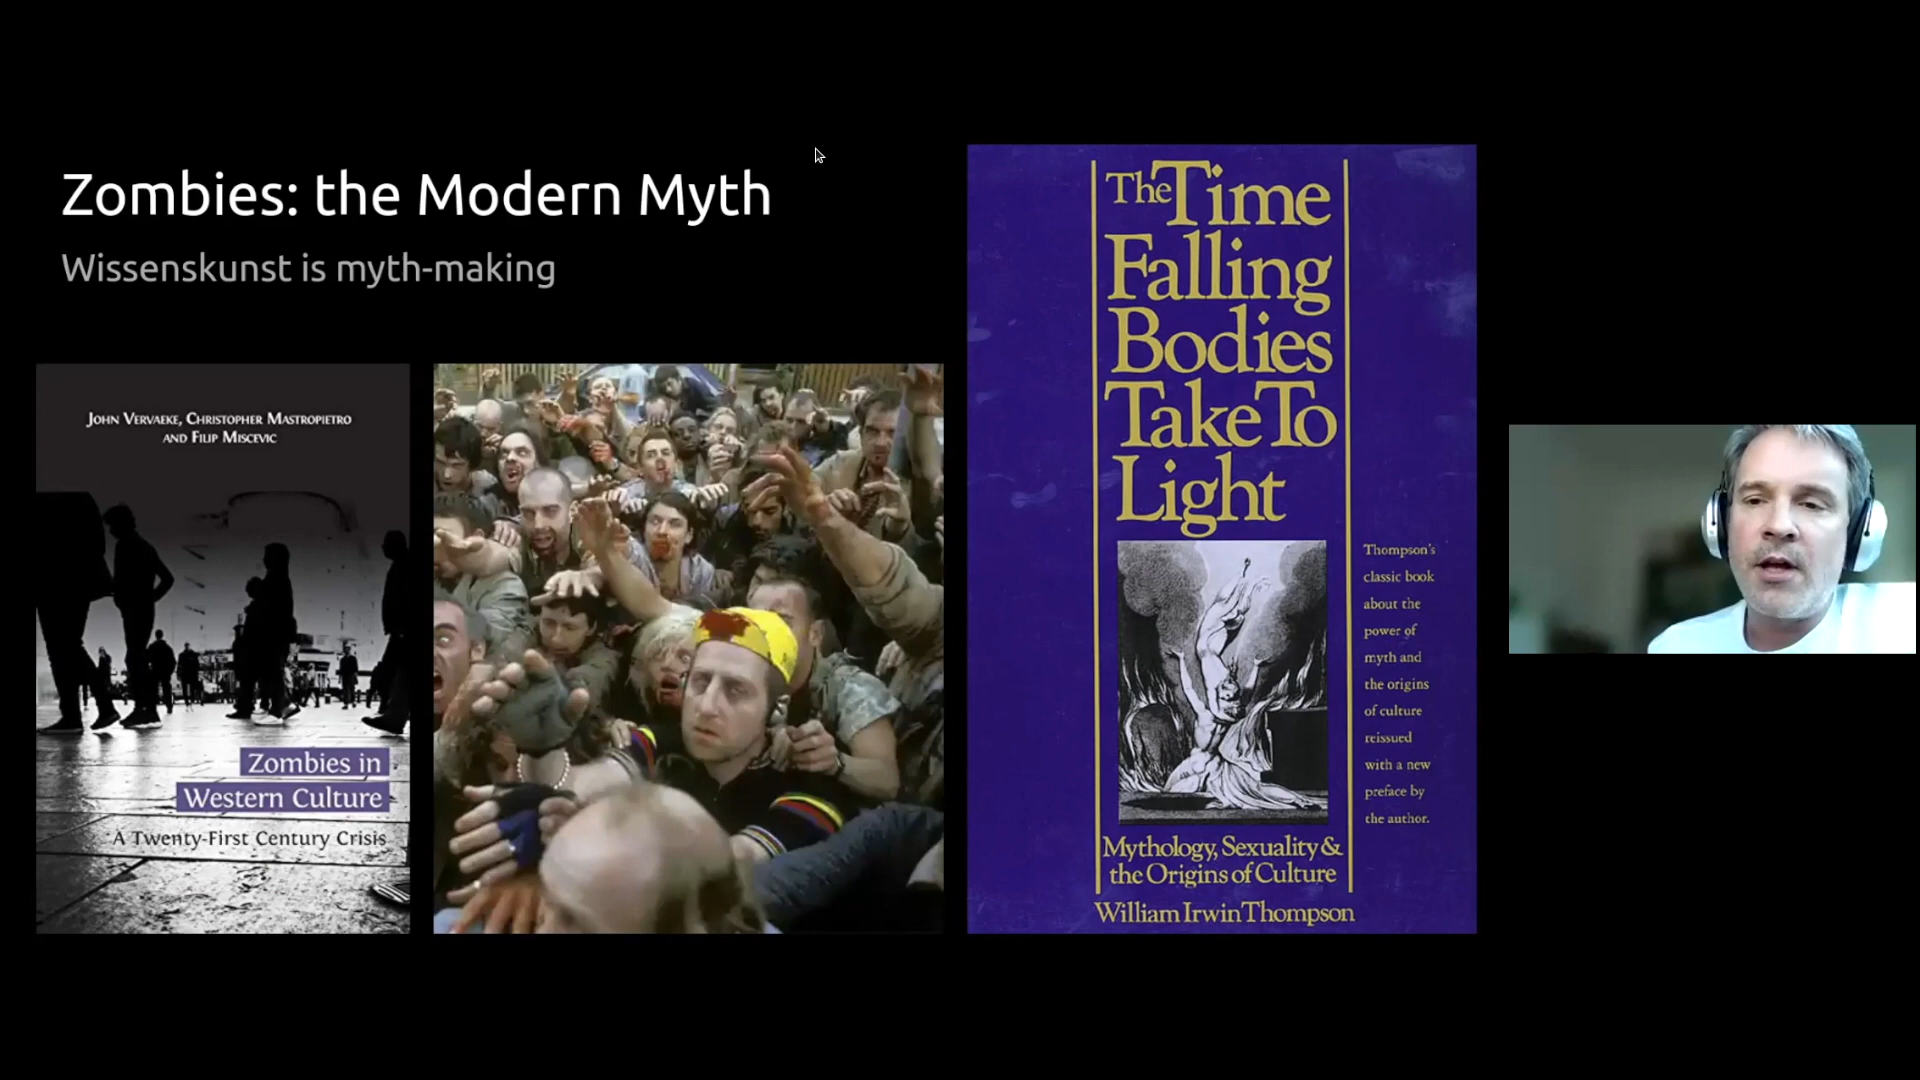 Zombies: the Modern Myth
Wissenskunst is myth-making
John Vervaeke, Christopher Mastropietro
and Filip Miscevic
Zombies in
Western Culture
A Twenty-First Century Crisis
The Time
Falling
Bodies
Take To
Light
Thompson's
classic book
about the
power of
myth and
the origins
of culture
reissued
with a new
preface by
the author.
Mythology, Sexuality &
the Origins of Culture
William Irwin Thompson